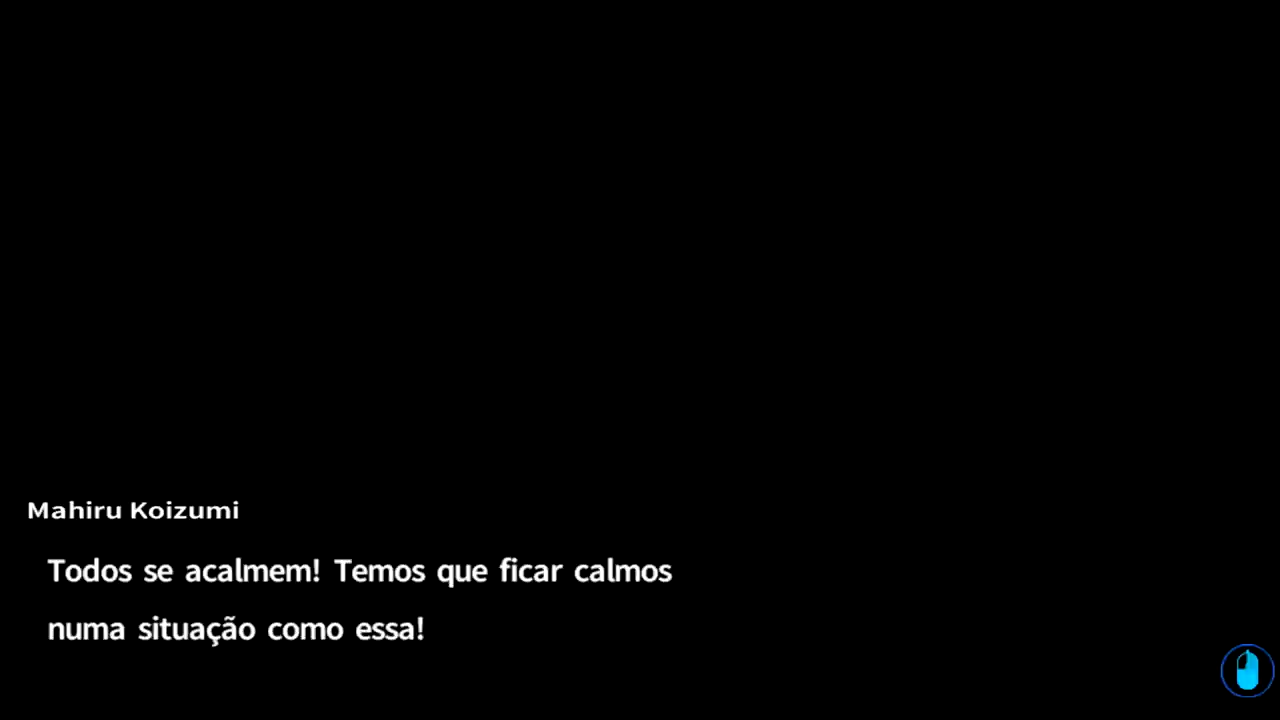 Mahiru Koizumi
Todos se acalmem! Temos que ficar calmos
numa situação como essa!